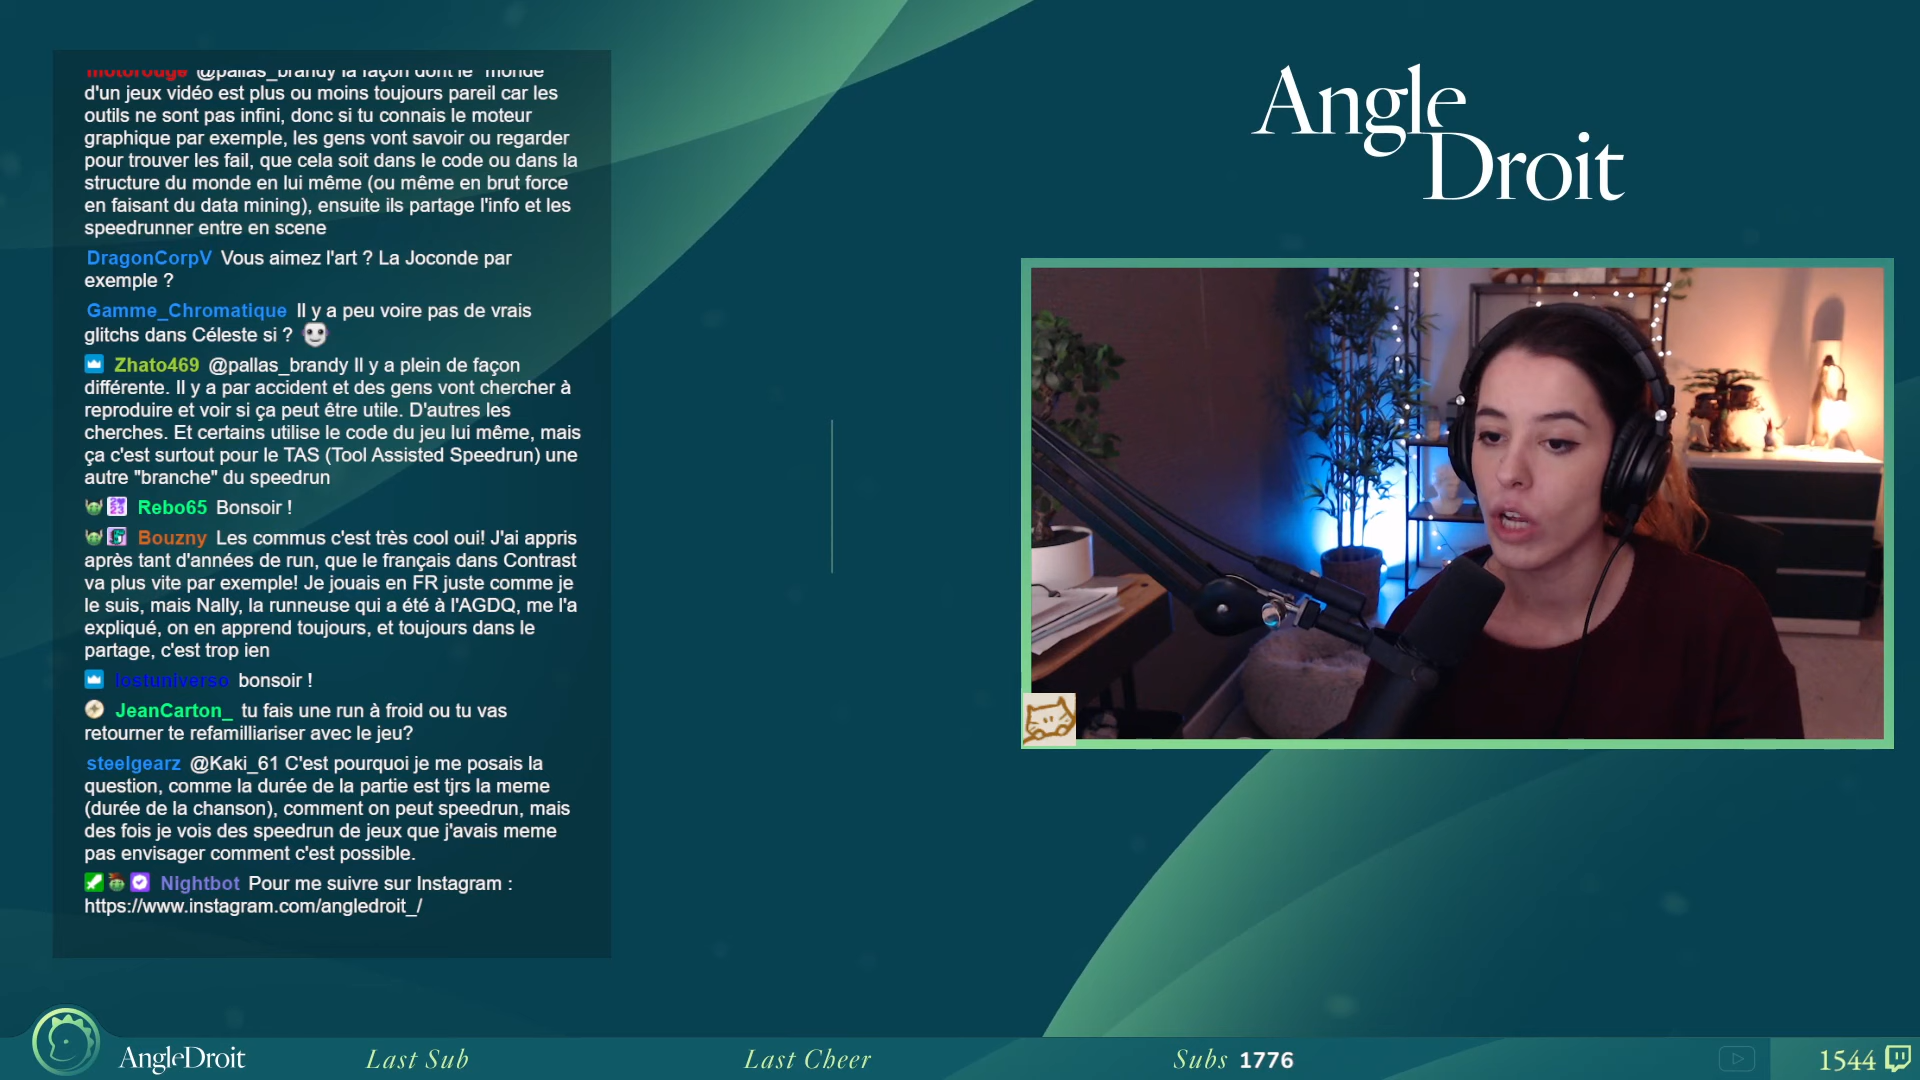 motorouge @pallas_brandy la façon dont le "monde
d'un jeux vidéo est plus ou moins toujours pareil car les
outils ne sont pas infini, donc si tu connais le moteur
graphique par exemple, les gens vont savoir ou regarder
pour trouver les fail, que cela soit dans le code ou dans la
structure du monde en lui même (ou même en brut force
en faisant du data mining), ensuite ils partage l'info et les
speedrunner entre en scene
DragonCorpV Vous aimez l'art ? La Joconde par
exemple ?
Gamme_Chromatique Il y a peu voire pas de vrais
glitchs dans Céleste si ?
Zhato469 @pallas_brandy Il y a plein de façon
différente. Il y a par accident et des gens vont chercher à
reproduire et voir si ça peut être utile. D'autres les
cherches. Et certains utilise le code du jeu lui même, mais
ça c'est surtout pour le TAS (Tool Assisted Speedrun) une
autre "branche" du speedrun
Rebo65 Bonsoir !
Bouzny Les commus c'est très cool oui! J'ai appris
après tant d'années de run, que le français dans Contrast
va plus vite par exemple! Je jouais en FR juste comme je
le suis, mais Nally, la runneuse qui a été à l'AGDQ, me l'a
expliqué, on en apprend toujours, et toujours dans le
partage, c'est trop ien
lostuniverso bonsoir !
JeanCarton_ tu fais une run à froid ou tu vas
retourner te refamilliariser avec le jeu?
steelgearz @Kaki_61 C'est pourquoi je me posais la
question, comme la durée de la partie est tjrs la meme
(durée de la chanson), comment on peut speedrun, mais
des fois je vois des speedrun de jeux que j'avais meme
pas envisager comment c'est possible.
Nightbot Pour me suivre sur Instagram :
https://www.instagram.com/angledroit_/
Angle
Droit
AngleDroit
Last Sub
Last Cheer
Subs 1776
1544